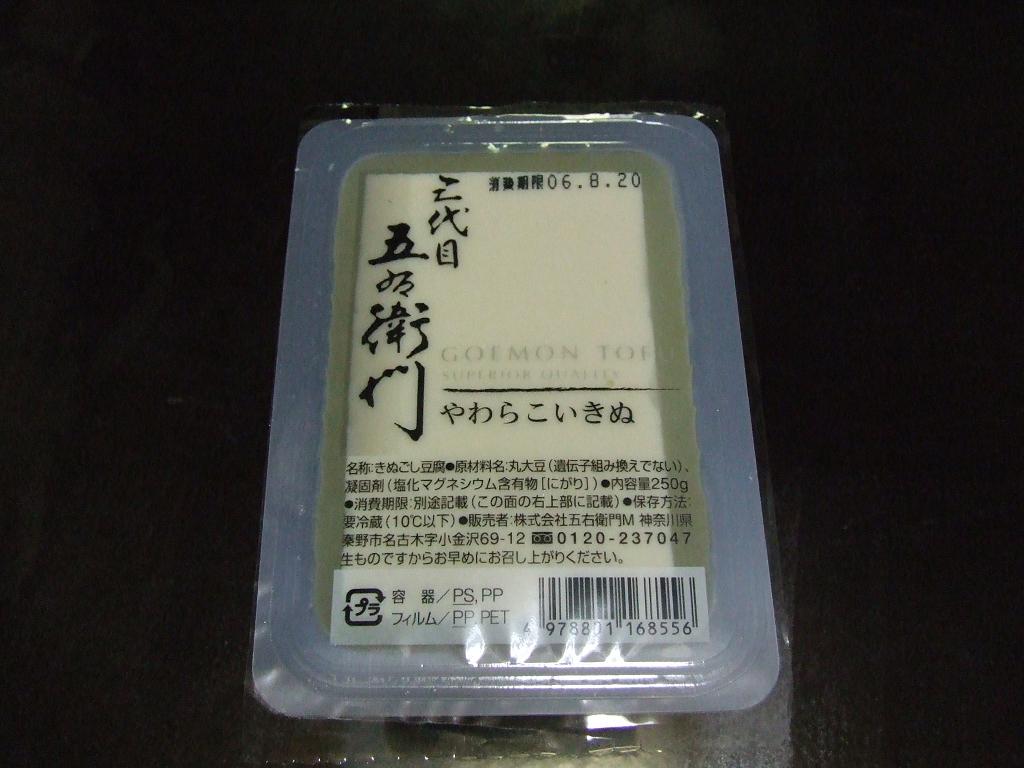 消費期限06.8.20
三代目
五右衛門
GOEMON TOFU
SUPERIOR QUALITY
やわらこいきぬ
名称:きぬごし豆腐●原材料名:丸大豆(遺伝子組み換えでない)、
凝固剤(塩化マグネシウム含有物[にがり])●内容量250g
●消費期限:別途記載(この面の右上部に記載)●保存方法:
要冷蔵(10℃以下)●販売者:株式会社五右衛門M 神奈川県
秦野市名古木字小金沢69-12 0120-237047
生ものですからお早めにお召し上がりください。
プラ
容 器/PS,PP
フィルム/PP,PET
4 978801 168556